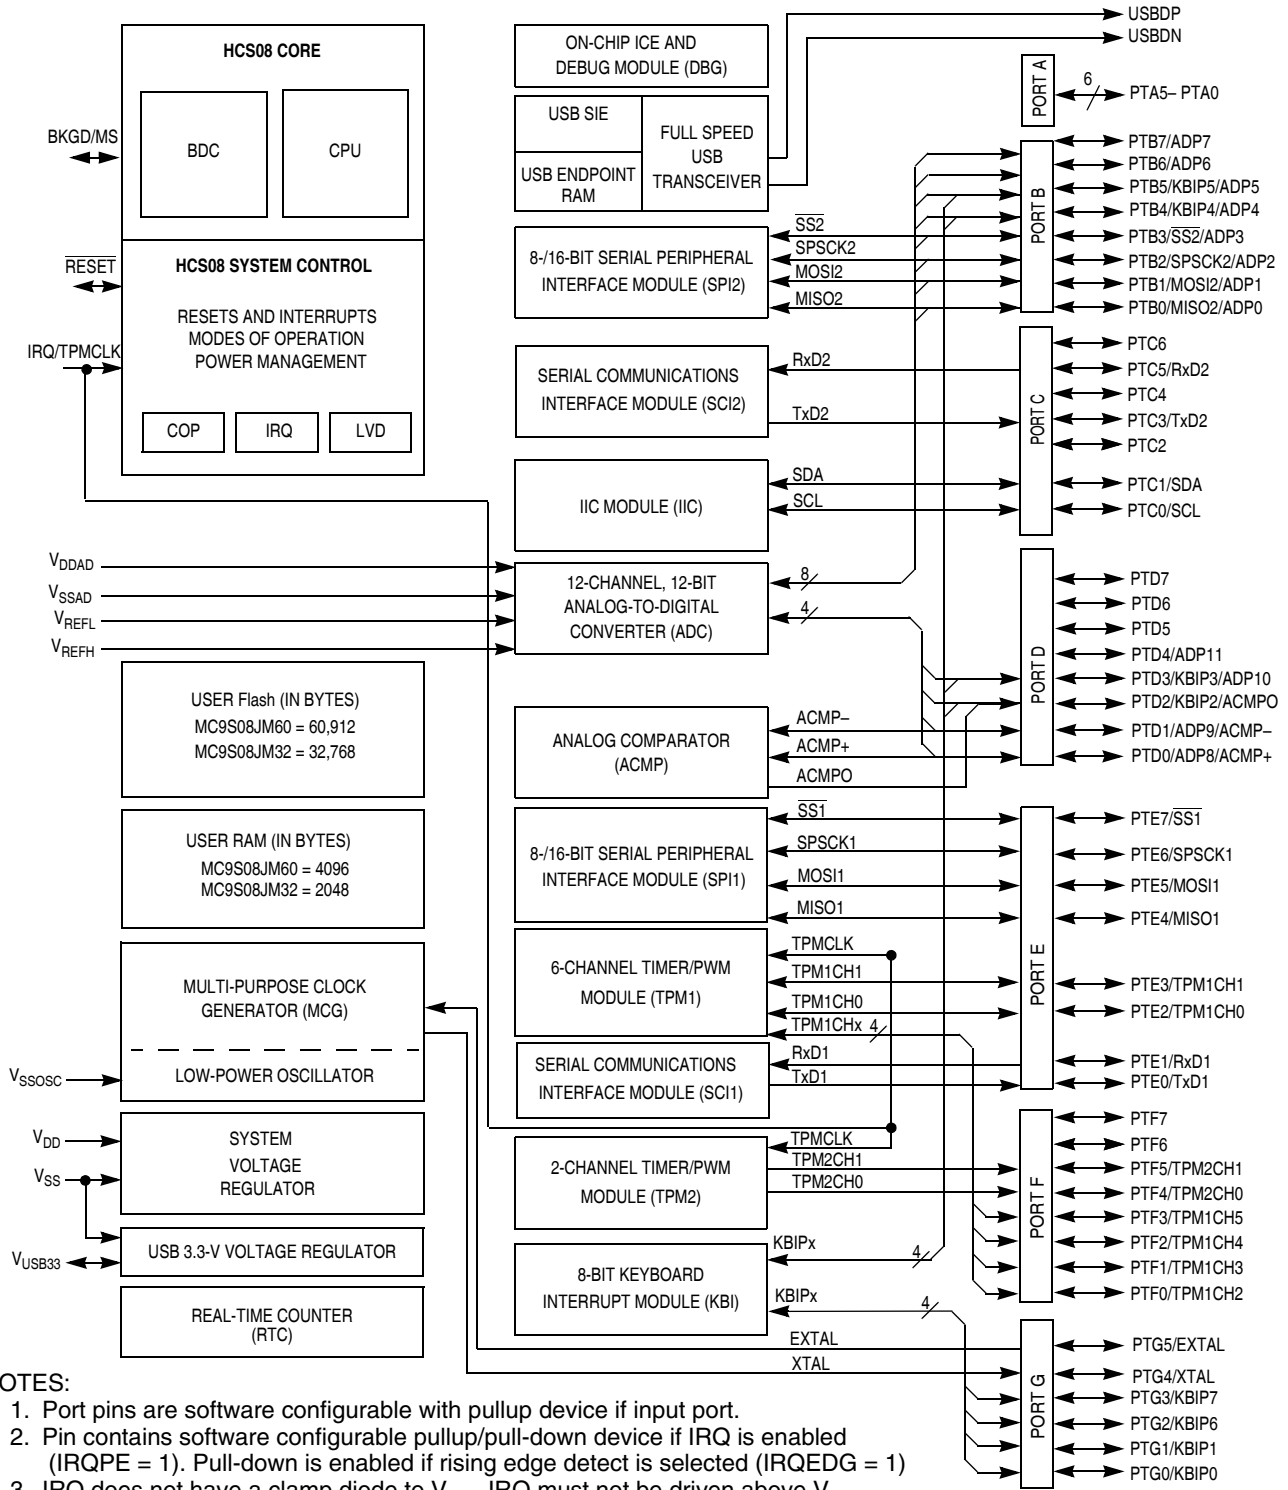 HCS08 CORE
BDC
CPU
BKGD/MS
RESET
HCS08 SYSTEM CONTROL
RESETS AND INTERRUPTS
MODES OF OPERATION
POWER MANAGEMENT
IRQ/TPMCLK
COP
IRQ
LVD
VDDAD
VSSAD
VREFL
VREFH
USER Flash (IN BYTES)
MC9S08JM60 = 60,912
MC9S08JM32 = 32,768
USER RAM (IN BYTES)
MC9S08JM60 = 4096
MC9S08JM32 = 2048
MULTI-PURPOSE CLOCK
GENERATOR (MCG)
LOW-POWER OSCILLATOR
VSSOSC
VDD
VSS
SYSTEM
VOLTAGE
REGULATOR
VUSB33
USB 3.3-V VOLTAGE REGULATOR
REAL-TIME COUNTER
(RTC)
ON-CHIP ICE AND
DEBUG MODULE (DBG)
USB SIE
USB ENDPOINT
RAM
FULL SPEED
USB
TRANSCEIVER
8-/16-BIT SERIAL PERIPHERAL
INTERFACE MODULE (SPI2)
SS2
SPSCK2
MOSI2
MISO2
SERIAL COMMUNICATIONS
INTERFACE MODULE (SCI2)
RxD2
TxD2
IIC MODULE (IIC)
SDA
SCL
12-CHANNEL, 12-BIT
ANALOG-TO-DIGITAL
CONVERTER (ADC)
8
4
ANALOG COMPARATOR
(ACMP)
ACMP–
ACMP+
ACMPO
8-/16-BIT SERIAL PERIPHERAL
INTERFACE MODULE (SPI1)
SS1
SPSCK1
MOSI1
MISO1
6-CHANNEL TIMER/PWM
MODULE (TPM1)
TPMCLK
TPM1CH1
TPM1CH0
TPM1CHx 4
SERIAL COMMUNICATIONS
INTERFACE MODULE (SCI1)
RxD1
TxD1
2-CHANNEL TIMER/PWM
MODULE (TPM2)
TPMCLK
TPM2CH1
TPM2CH0
8-BIT KEYBOARD
INTERRUPT MODULE (KBI)
KBIPx 4
KBIPx 4
EXTAL
XTAL
USBDP
USBDN
PORT A
6
PTA5– PTA0
PORT B
PTB7/ADP7
PTB6/ADP6
PTB5/KBIP5/ADP5
PTB4/KBIP4/ADP4
PTB3/SS2/ADP3
PTB2/SPSCK2/ADP2
PTB1/MOSI2/ADP1
PTB0/MISO2/ADP0
PORT C
PTC6
PTC5/RxD2
PTC4
PTC3/TxD2
PTC2
PTC1/SDA
PTC0/SCL
PORT D
PTD7
PTD6
PTD5
PTD4/ADP11
PTD3/KBIP3/ADP10
PTD2/KBIP2/ACMPO
PTD1/ADP9/ACMP–
PTD0/ADP8/ACMP+
PORT E
PTE7/SS1
PTE6/SPSCK1
PTE5/MOSI1
PTE4/MISO1
PTE3/TPM1CH1
PTE2/TPM1CH0
PTE1/RxD1
PTE0/TxD1
PORT F
PTF7
PTF6
PTF5/TPM2CH1
PTF4/TPM2CH0
PTF3/TPM1CH5
PTF2/TPM1CH4
PTF1/TPM1CH3
PTF0/TPM1CH2
PORT G
PTG5/EXTAL
PTG4/XTAL
PTG3/KBIP7
PTG2/KBIP6
PTG1/KBIP1
PTG0/KBIP0
OTES:
1. Port pins are software configurable with pullup device if input port.
2. Pin contains software configurable pullup/pull-down device if IRQ is enabled
(IRQPE = 1). Pull-down is enabled if rising edge detect is selected (IRQEDG = 1)
3. IRQ does not have a clamp diode to V IRQ must not be driven above V